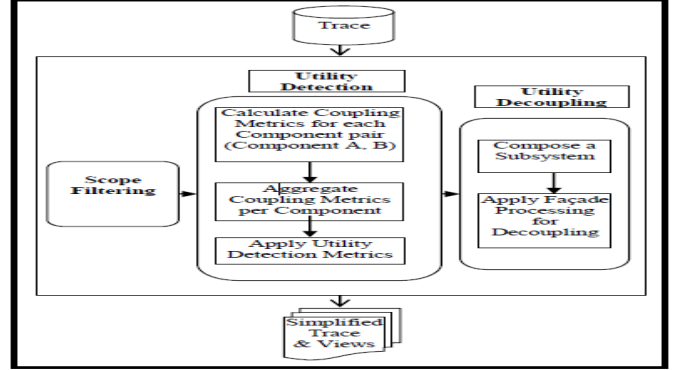 Trace
Utility
Detection
Utility
Decoupling
Scope
Filtering
Calculate Coupling
Metrics for each
Component pair
(Component A, B)
Aggregate
Coupling Metrics
per Component
Apply Utility
Detection Metrics
Compose a
Subsystem
Apply Façade
Processing
for
Decoupling
Simplified
Trace
& Views